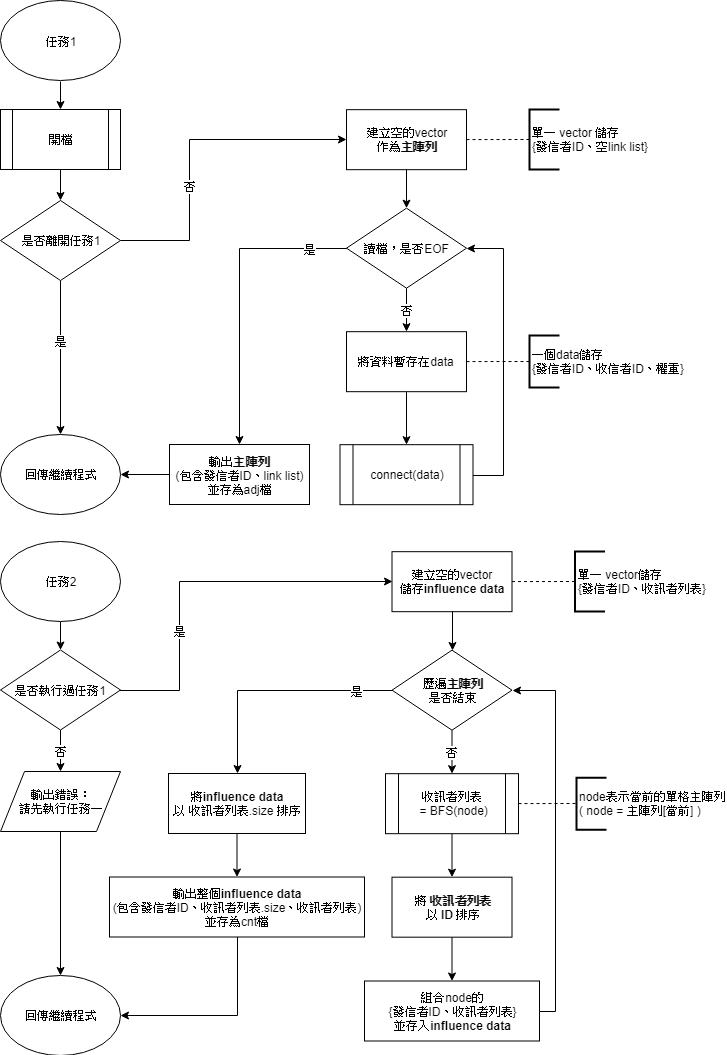 任務1
開檔
是否離開任務1
否
是
回傳繼續程式
建立空的vector
作為主陣列
單一 vector 儲存
{發信者ID、空link list}
讀檔，是否EOF
是
否
將資料暫存在data
一個data儲存
{發信者ID、收信者ID、權重}
connect(data)
輸出主陣列
(包含發信者ID、link list)
並存為adj檔
任務2
是否執行過任務1
是
否
輸出錯誤：
請先執行任務一
回傳繼續程式
建立空的vector
儲存influence data
單一 vector儲存
{發信者ID、收訊者列表}
歷遍主陣列
是否結束
是
否
將influence data
以 收訊者列表.size 排序
輸出整個influence data
(包含發信者ID、收訊者列表.size、收訊者列表)
並存為cnt檔
收訊者列表
= BFS(node)
node表示當前的單格主陣列
( node = 主陣列[當前] )
將 收訊者列表
以 ID 排序
組合node的
{發信者ID、收訊者列表}
並存入influence data